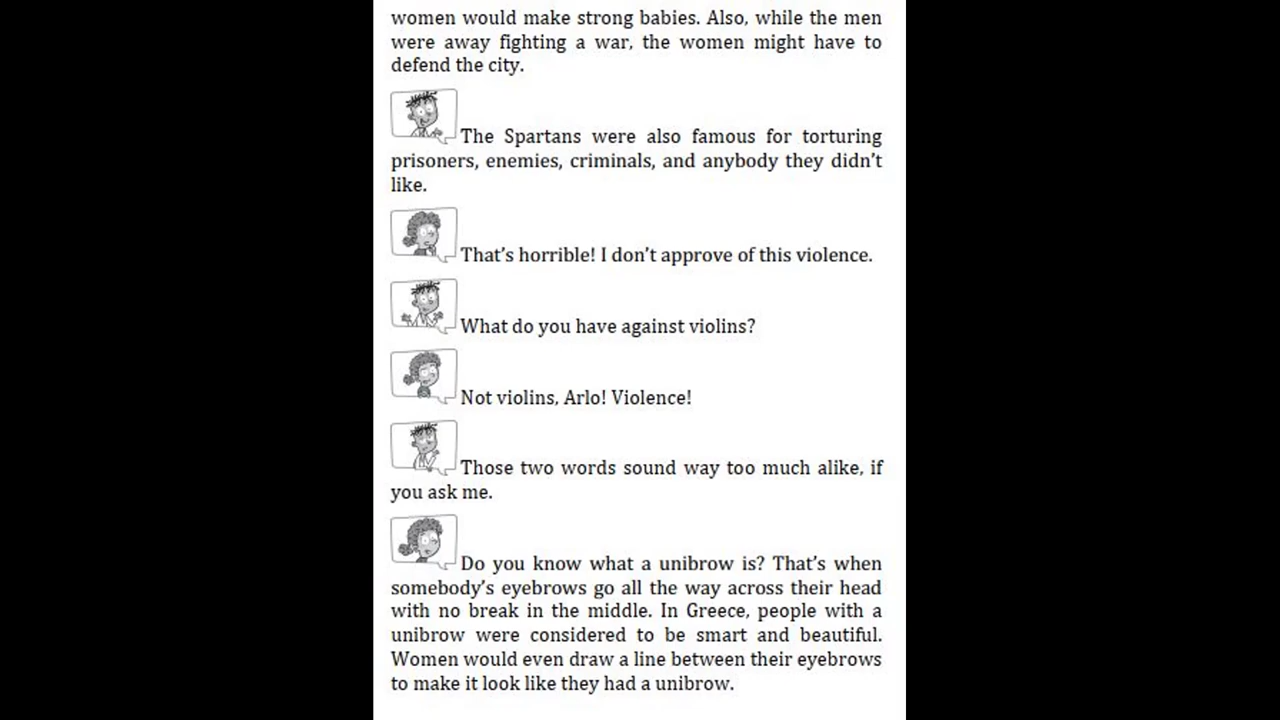 women would make strong babies. Also, while the men
were away fighting a war, the women might have to
defend the city.
The Spartans were also famous for torturing
prisoners, enemies, criminals, and anybody they didn't
like.
That's horrible! I don't approve of this violence.
What do you have against violins?
Not violins, Arlo! Violence!
Those two words sound way too much alike, if
you ask me.
Do you know what a unibrow is? That's when
somebody's eyebrows go all the way across their head
with no break in the middle. In Greece, people with a
unibrow were considered to be smart and beautiful.
Women would even draw a line between their eyebrows
to make it look like they had a unibrow.